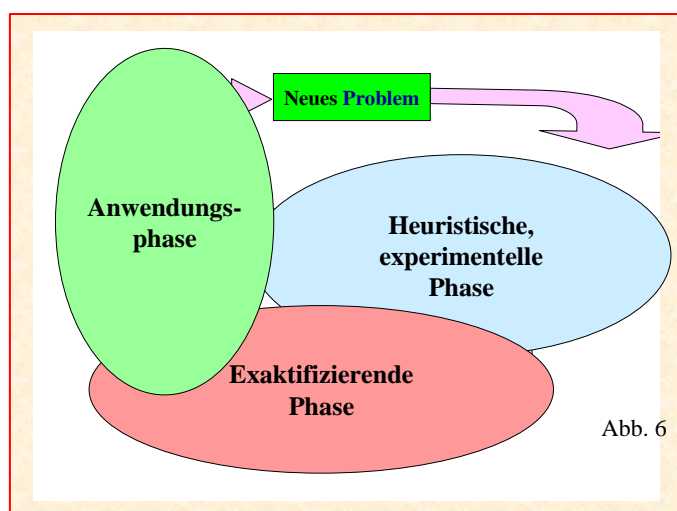 Neues Problem
Anwendungs-
phase
Heuristische,
experimentelle
Phase
Exaktifizierende
Phase
Abb. 6